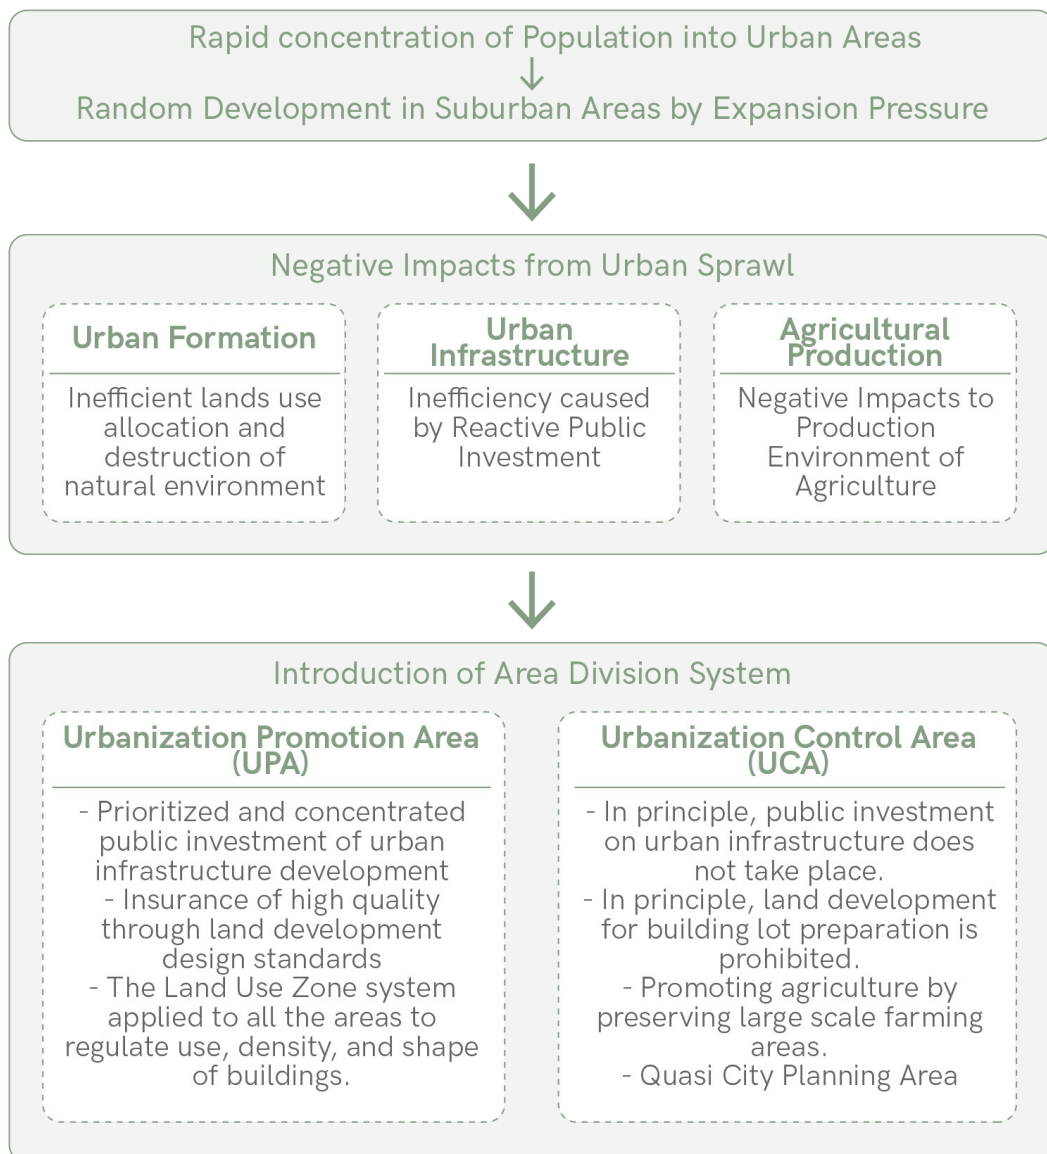 Rapid concentration of Population into Urban Areas
Random Development in Suburban Areas by Expansion Pressure
Negative Impacts from Urban Sprawl
Urban Formation
Inefficient lands use
allocation and
destruction of
natural environment
Urban
Infrastructure
Inefficiency caused
by Reactive Public
Investment
Agricultural
Production
Negative Impacts to
Production
Environment of
Agriculture
Introduction of Area Division System
Urbanization Promotion Area
(UPA)
- Prioritized and concentrated
public investment of urban
infrastructure development
- Insurance of high quality
through land development
design standards
- The Land Use Zone system
applied to all the areas to
regulate use, density, and shape
of buildings.
Urbanization Control Area
(UCA)
- In principle, public investment
on urban infrastructure does
not take place.
- In principle, land development
for building lot preparation is
prohibited.
- Promoting agriculture by
preserving large scale farming
areas.
- Quasi City Planning Area